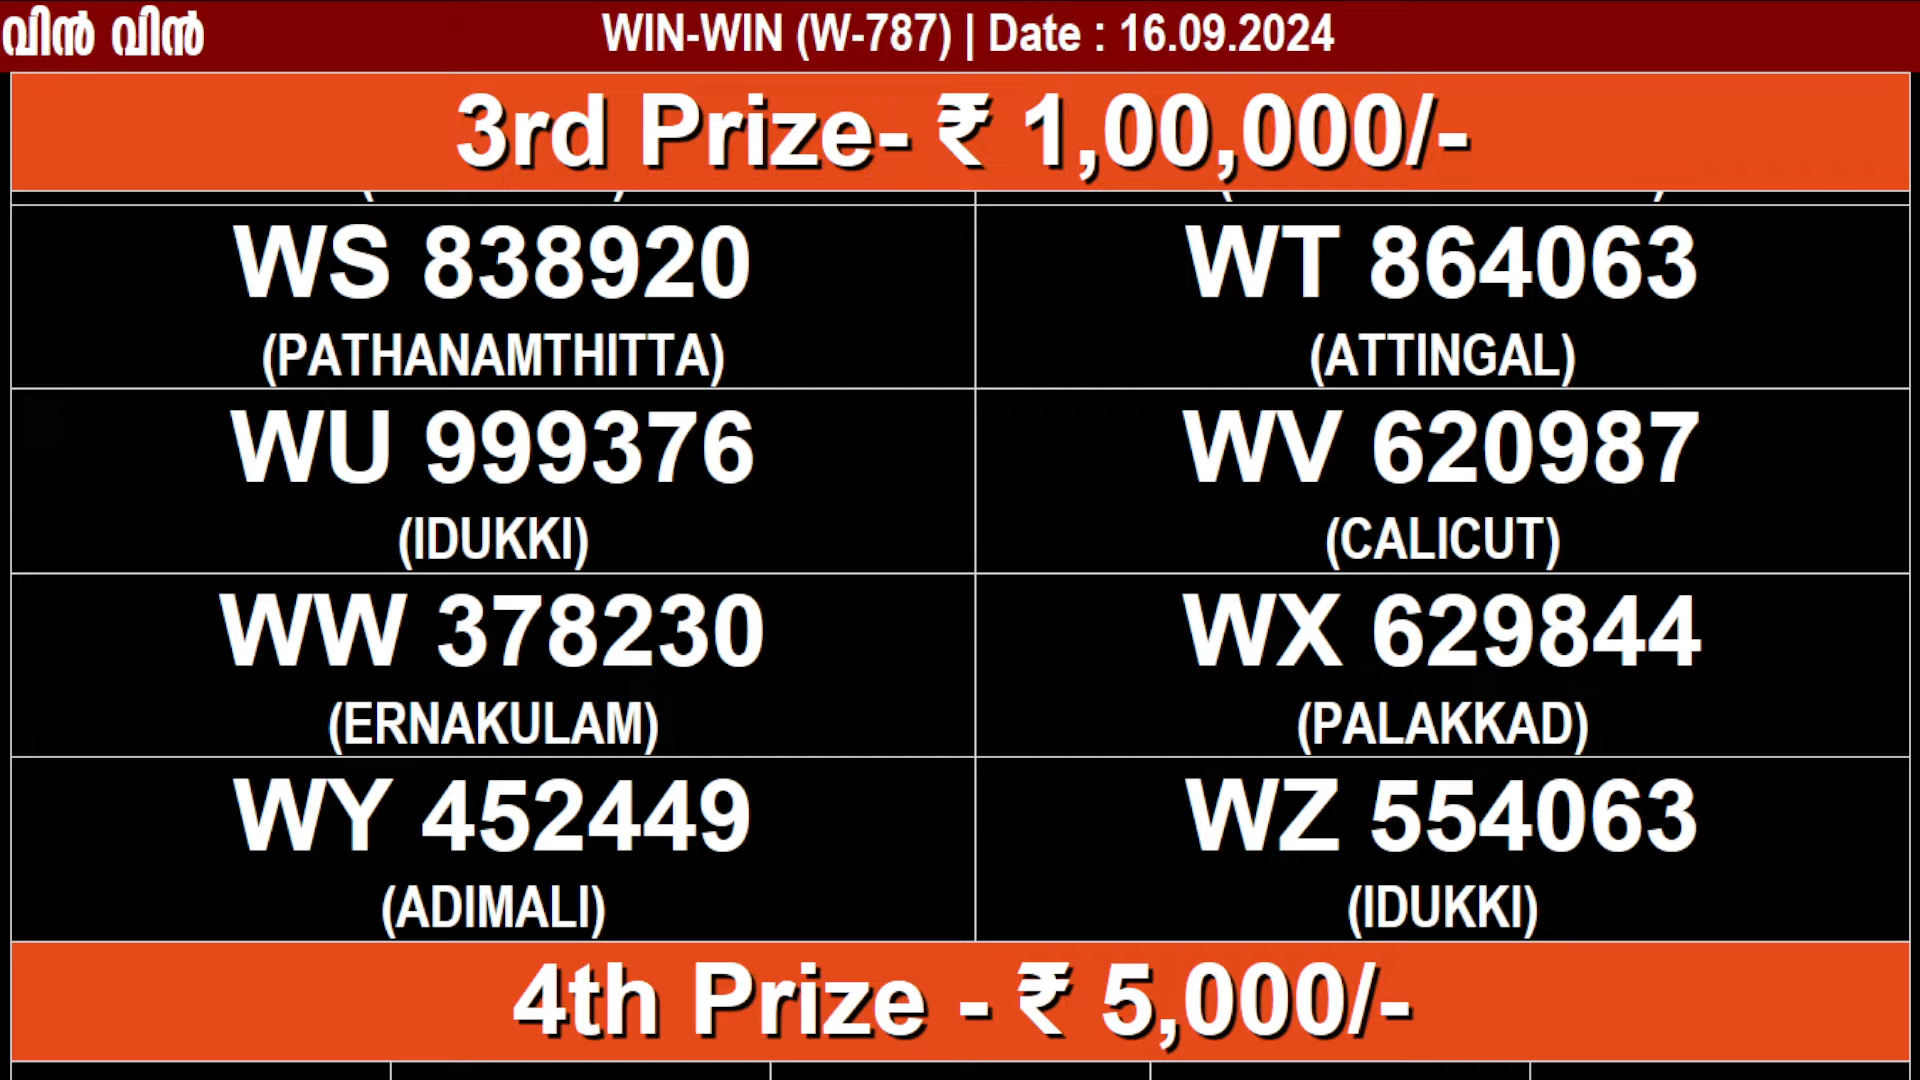 വിൻ വിൻ
WIN-WIN (W-787) | Date : 16.09.2024
3rd Prize- ₹ 1,00,000/-
WS 838920
(PATHANAMTHITTA)
WT 864063
(ATTINGAL)
WU 999376
(IDUKKI)
WV 620987
(CALICUT)
WW 378230
(ERNAKULAM)
WX 629844
(PALAKKAD)
WY 452449
(ADIMALI)
WZ 554063
(IDUKKI)
4th Prize - ₹ 5,000/-